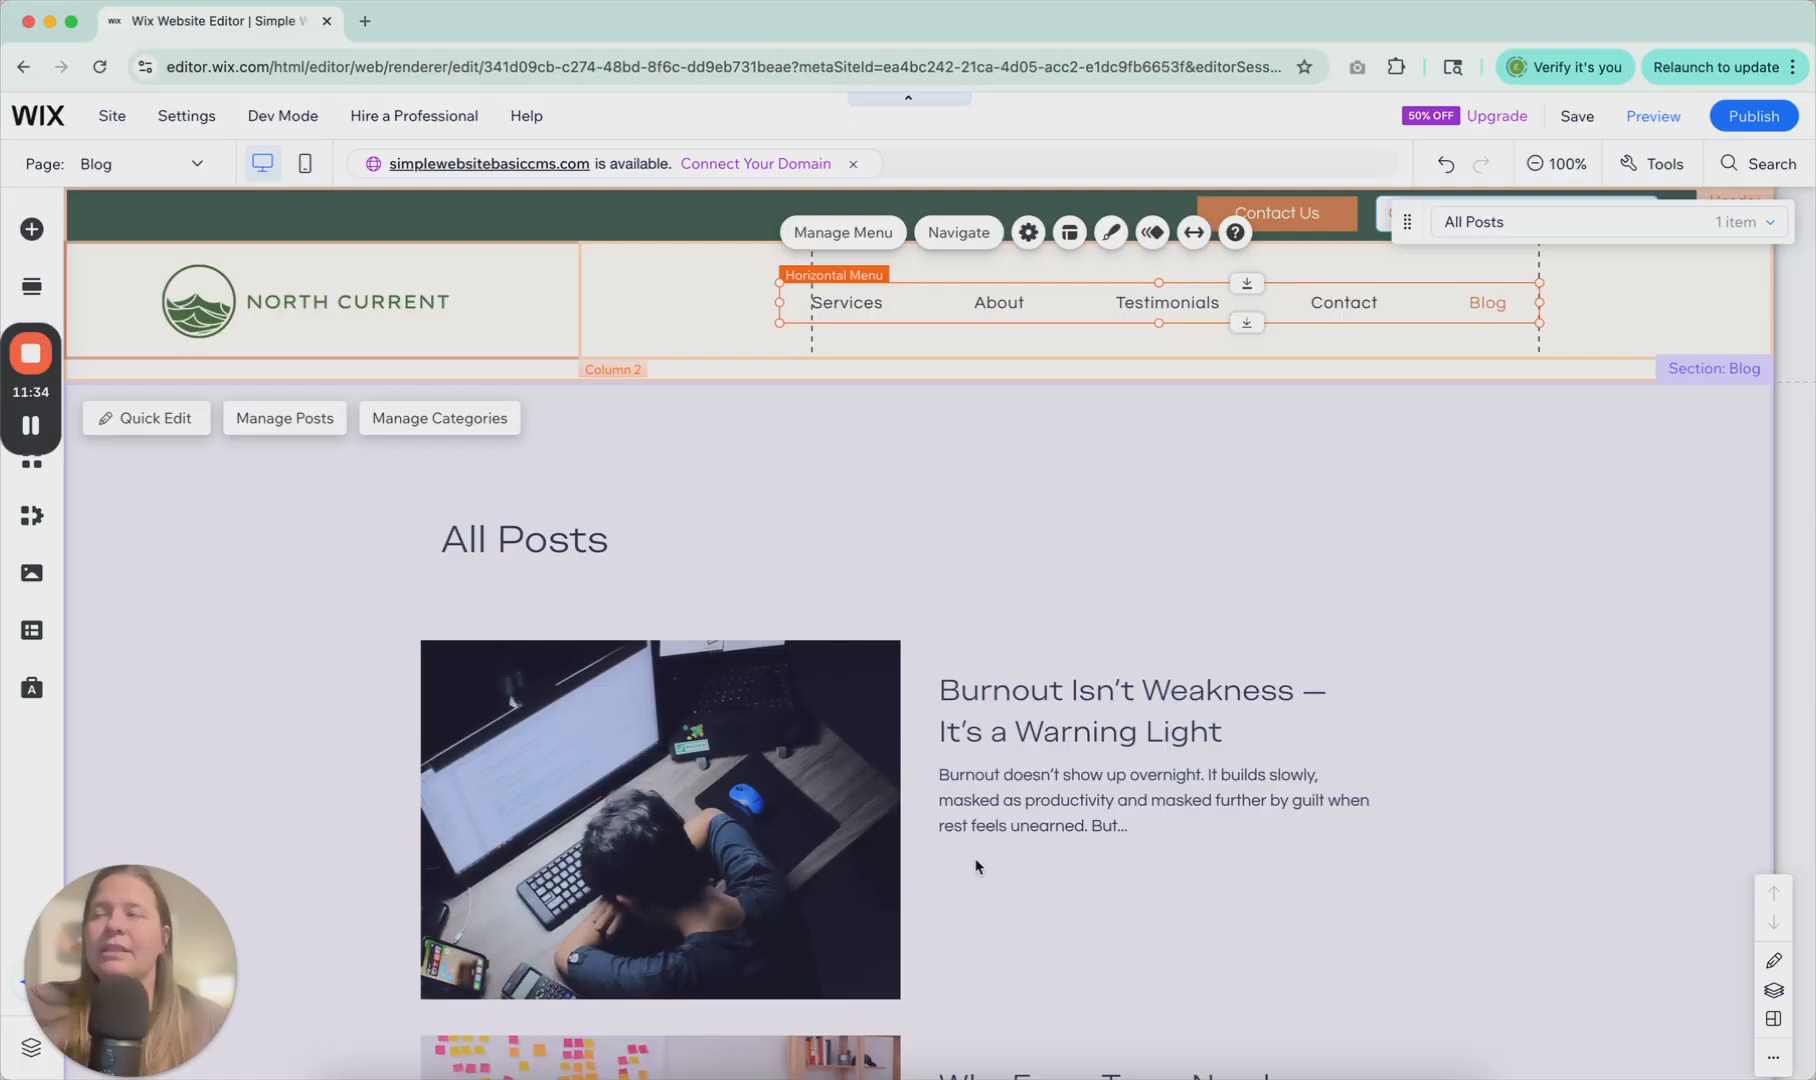 WIX Wix Website Editor | Simple W
editor.wix.com/html/editor/web/renderer/edit/341d09cb-c274-48bd-8f6c-dd9eb731beae?metaSiteId=ea4bc242-21ca-4d05-acc2-e1dc9fb6653f&editorSess...
E Verify it's you
Relaunch to update
WIX Site Settings Dev Mode Hire a Professional Help
50% OFF Upgrade Save Preview Publish
Page: Blog
simplewebsitebasiccms.com is available. Connect Your Domain
100% Tools Search
Contact Us
All Posts 1 item
Manage Menu Navigate ?
Horizontal Menu
NORTH CURRENT
Services About Testimonials Contact Blog
Column 2
Section: Blog
11:34
Quick Edit Manage Posts Manage Categories
All Posts
Burnout Isn’t Weakness —
It’s a Warning Light
Burnout doesn’t show up overnight. It builds slowly,
masked as productivity and masked further by guilt when
rest feels unearned. But...
A